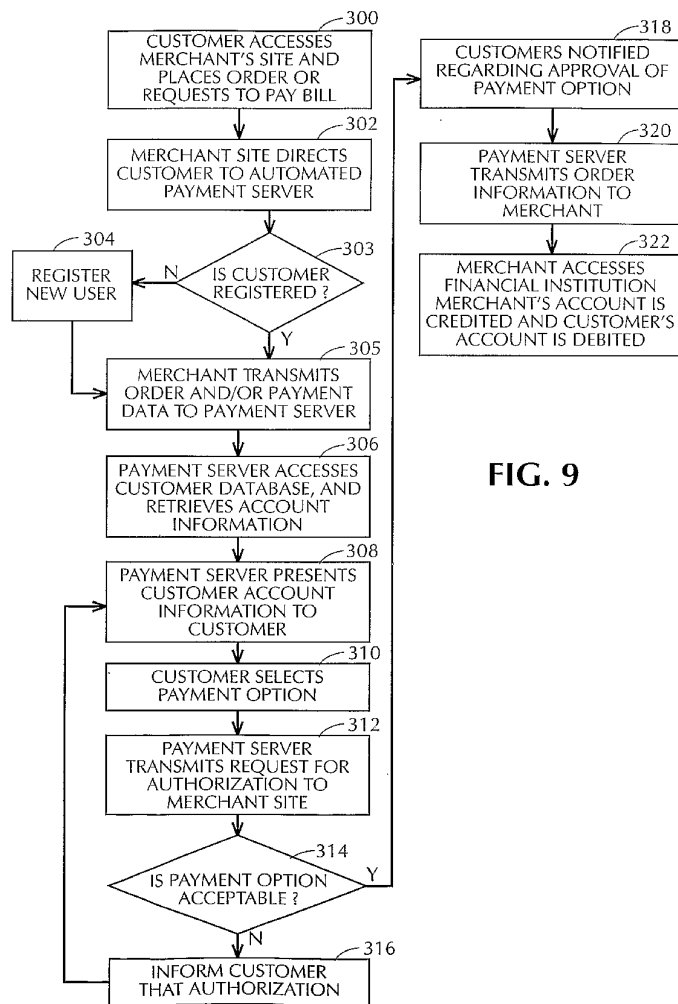 300
CUSTOMER ACCESSES
MERCHANT'S SITE AND
PLACES ORDER OR
REQUESTS TO PAY BILL
302
MERCHANT SITE DIRECTS
CUSTOMER TO AUTOMATED
PAYMENT SERVER
303
IS CUSTOMER
REGISTERED ?
N
Y
304
REGISTER
NEW USER
305
MERCHANT TRANSMITS
ORDER AND/OR PAYMENT
DATA TO PAYMENT SERVER
306
PAYMENT SERVER ACCESSES
CUSTOMER DATABASE, AND
RETRIEVES ACCOUNT
INFORMATION
308
PAYMENT SERVER PRESENTS
CUSTOMER ACCOUNT
INFORMATION TO
CUSTOMER
310
CUSTOMER SELECTS
PAYMENT OPTION
312
PAYMENT SERVER
TRANSMITS REQUEST FOR
AUTHORIZATION TO
MERCHANT SITE
314
IS PAYMENT OPTION
ACCEPTABLE ?
Y
N
316
INFORM CUSTOMER
THAT AUTHORIZATION
318
CUSTOMERS NOTIFIED
REGARDING APPROVAL OF
PAYMENT OPTION
320
PAYMENT SERVER
TRANSMITS ORDER
INFORMATION TO
MERCHANT
322
MERCHANT ACCESSES
FINANCIAL INSTITUTION
MERCHANT'S ACCOUNT IS
CREDITED AND CUSTOMER'S
ACCOUNT IS DEBITED
FIG. 9